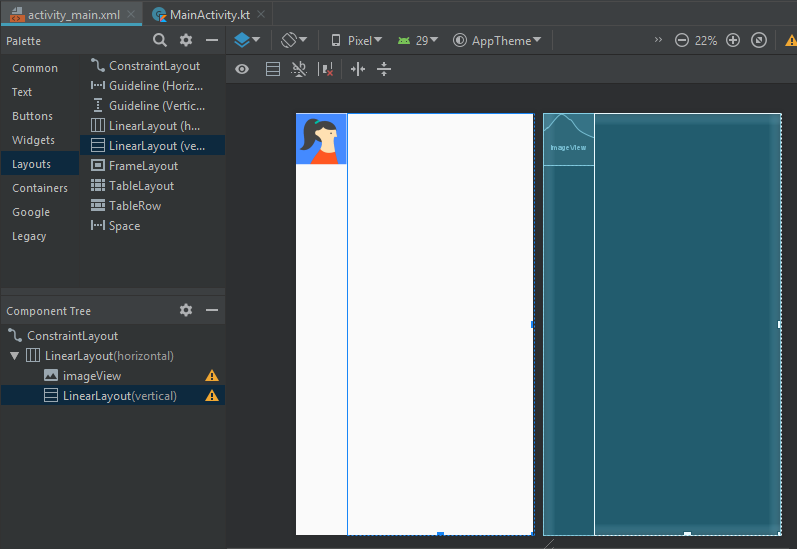 activity_main.xml
MainActivity.kt
Palette
Pixel
29
AppTheme
22%
Common
Text
Buttons
Widgets
Layouts
Containers
Google
Legacy
ConstraintLayout
Guideline (Horiz...
Guideline (Vertic...
LinearLayout (h...
LinearLayout (ve...
FrameLayout
TableLayout
TableRow
Space
ImageView
Component Tree
ConstraintLayout
LinearLayout(horizontal)
imageView
LinearLayout(vertical)